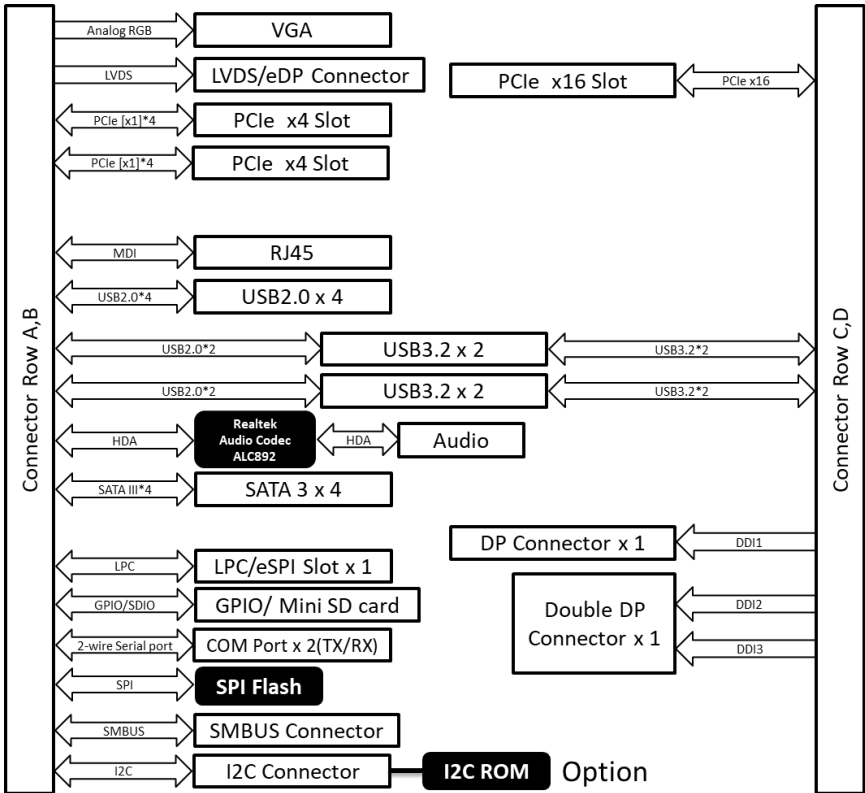 Connector Row A,B
Analog RGB
VGA
LVDS
LVDS/eDP Connector
PCIe [x1]*4
PCIe x4 Slot
PCIe [x1]*4
PCIe x4 Slot
PCIe x16 Slot
PCIe x16
Connector Row C,D
MDI
RJ45
USB2.0*4
USB2.0 x 4
USB2.0*2
USB3.2 x 2
USB3.2*2
USB2.0*2
USB3.2 x 2
USB3.2*2
HDA
Realtek
Audio Codec
ALC892
HDA
Audio
SATA III*4
SATA 3 x 4
DP Connector x 1
DDI1
LPC
LPC/eSPI Slot x 1
GPIO/SDIO
GPIO/ Mini SD card
Double DP
Connector x 1
DDI2
DDI3
2-wire Serial port
COM Port x 2(TX/RX)
SPI
SPI Flash
SMBUS
SMBUS Connector
I2C
I2C Connector
I2C ROM
Option